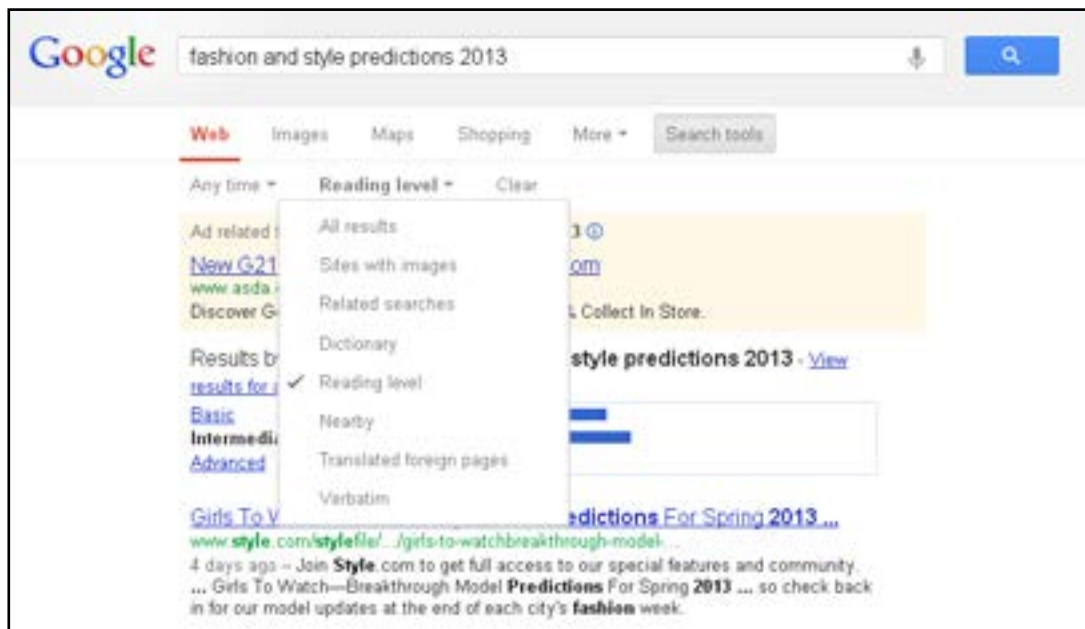 Google
fashion and style predictions 2013
Web Images Maps Shopping More Search tools
Any time Reading level Clear
All results
Sites with images
Related searches
Dictionary
Reading level
Nearby
Translated foreign pages
Verbatim
Ad related 3
New G21 om
www.asda.
Discover G & Collect In Store.
Results b style predictions 2013 - View
results for
Basic
Intermedi
Advanced
Girls To edictions For Spring 2013 ...
www.style.com/stylefile/.../girls-to-watchbreakthrough-model-...
4 days ago – Join Style.com to get full access to our special features and community.
... Girls To Watch—Breakthrough Model Predictions For Spring 2013 ... so check back
in for our model updates at the end of each city's fashion week.